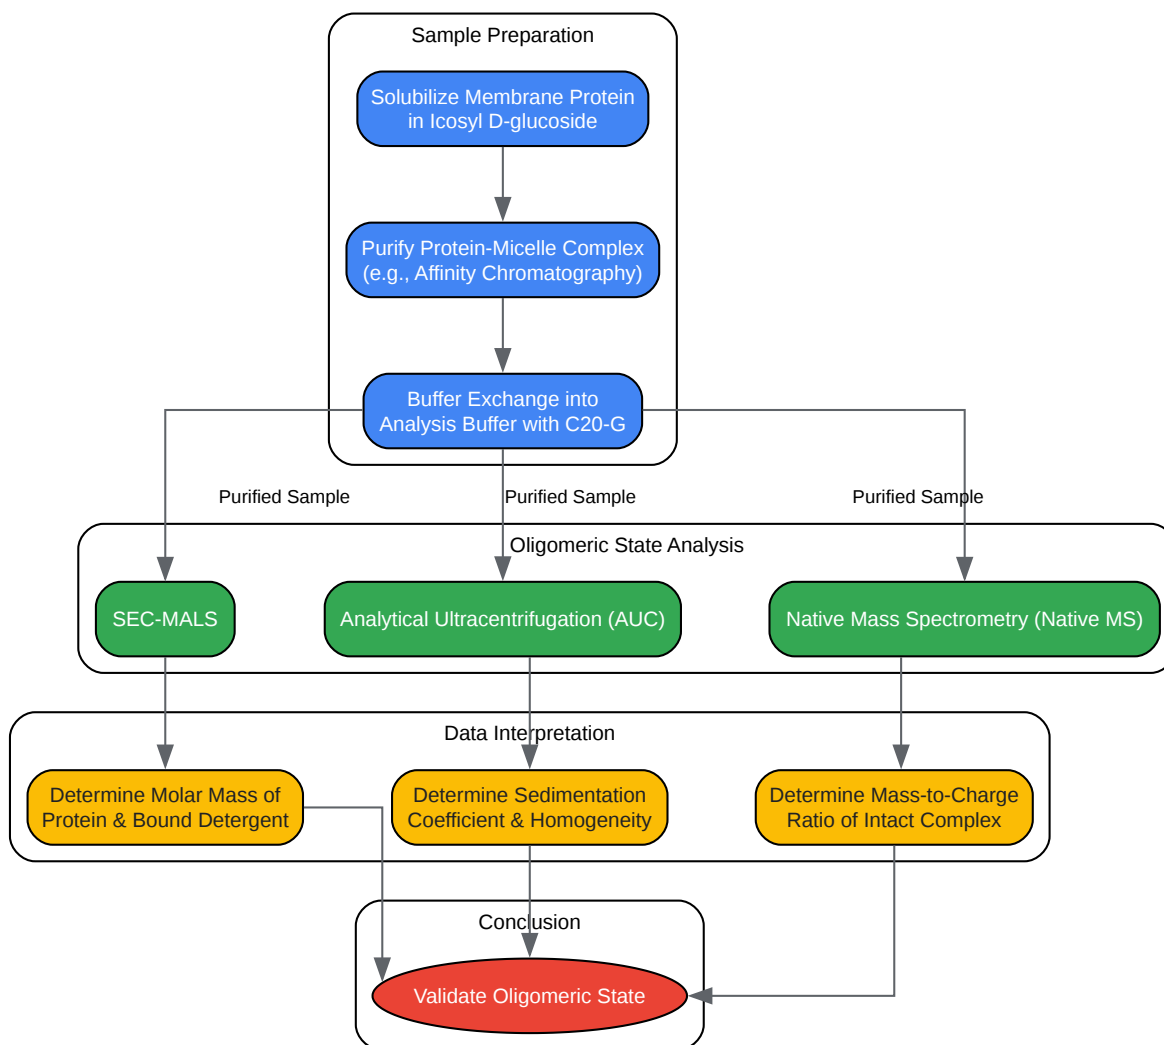 Sample Preparation
Solubilize Membrane Protein
in Icosyl D-glucoside
Purify Protein-Micelle Complex
(e.g., Affinity Chromatography)
Buffer Exchange into
Analysis Buffer with C20-G
Purified Sample
Purified Sample
Purified Sample
Oligomeric State Analysis
SEC-MALS
Analytical Ultracentrifugation (AUC)
Native Mass Spectrometry (Native MS)
Data Interpretation
Determine Molar Mass of
Protein & Bound Detergent
Determine Sedimentation
Coefficient & Homogeneity
Determine Mass-to-Charge
Ratio of Intact Complex
Conclusion
Validate Oligomeric State